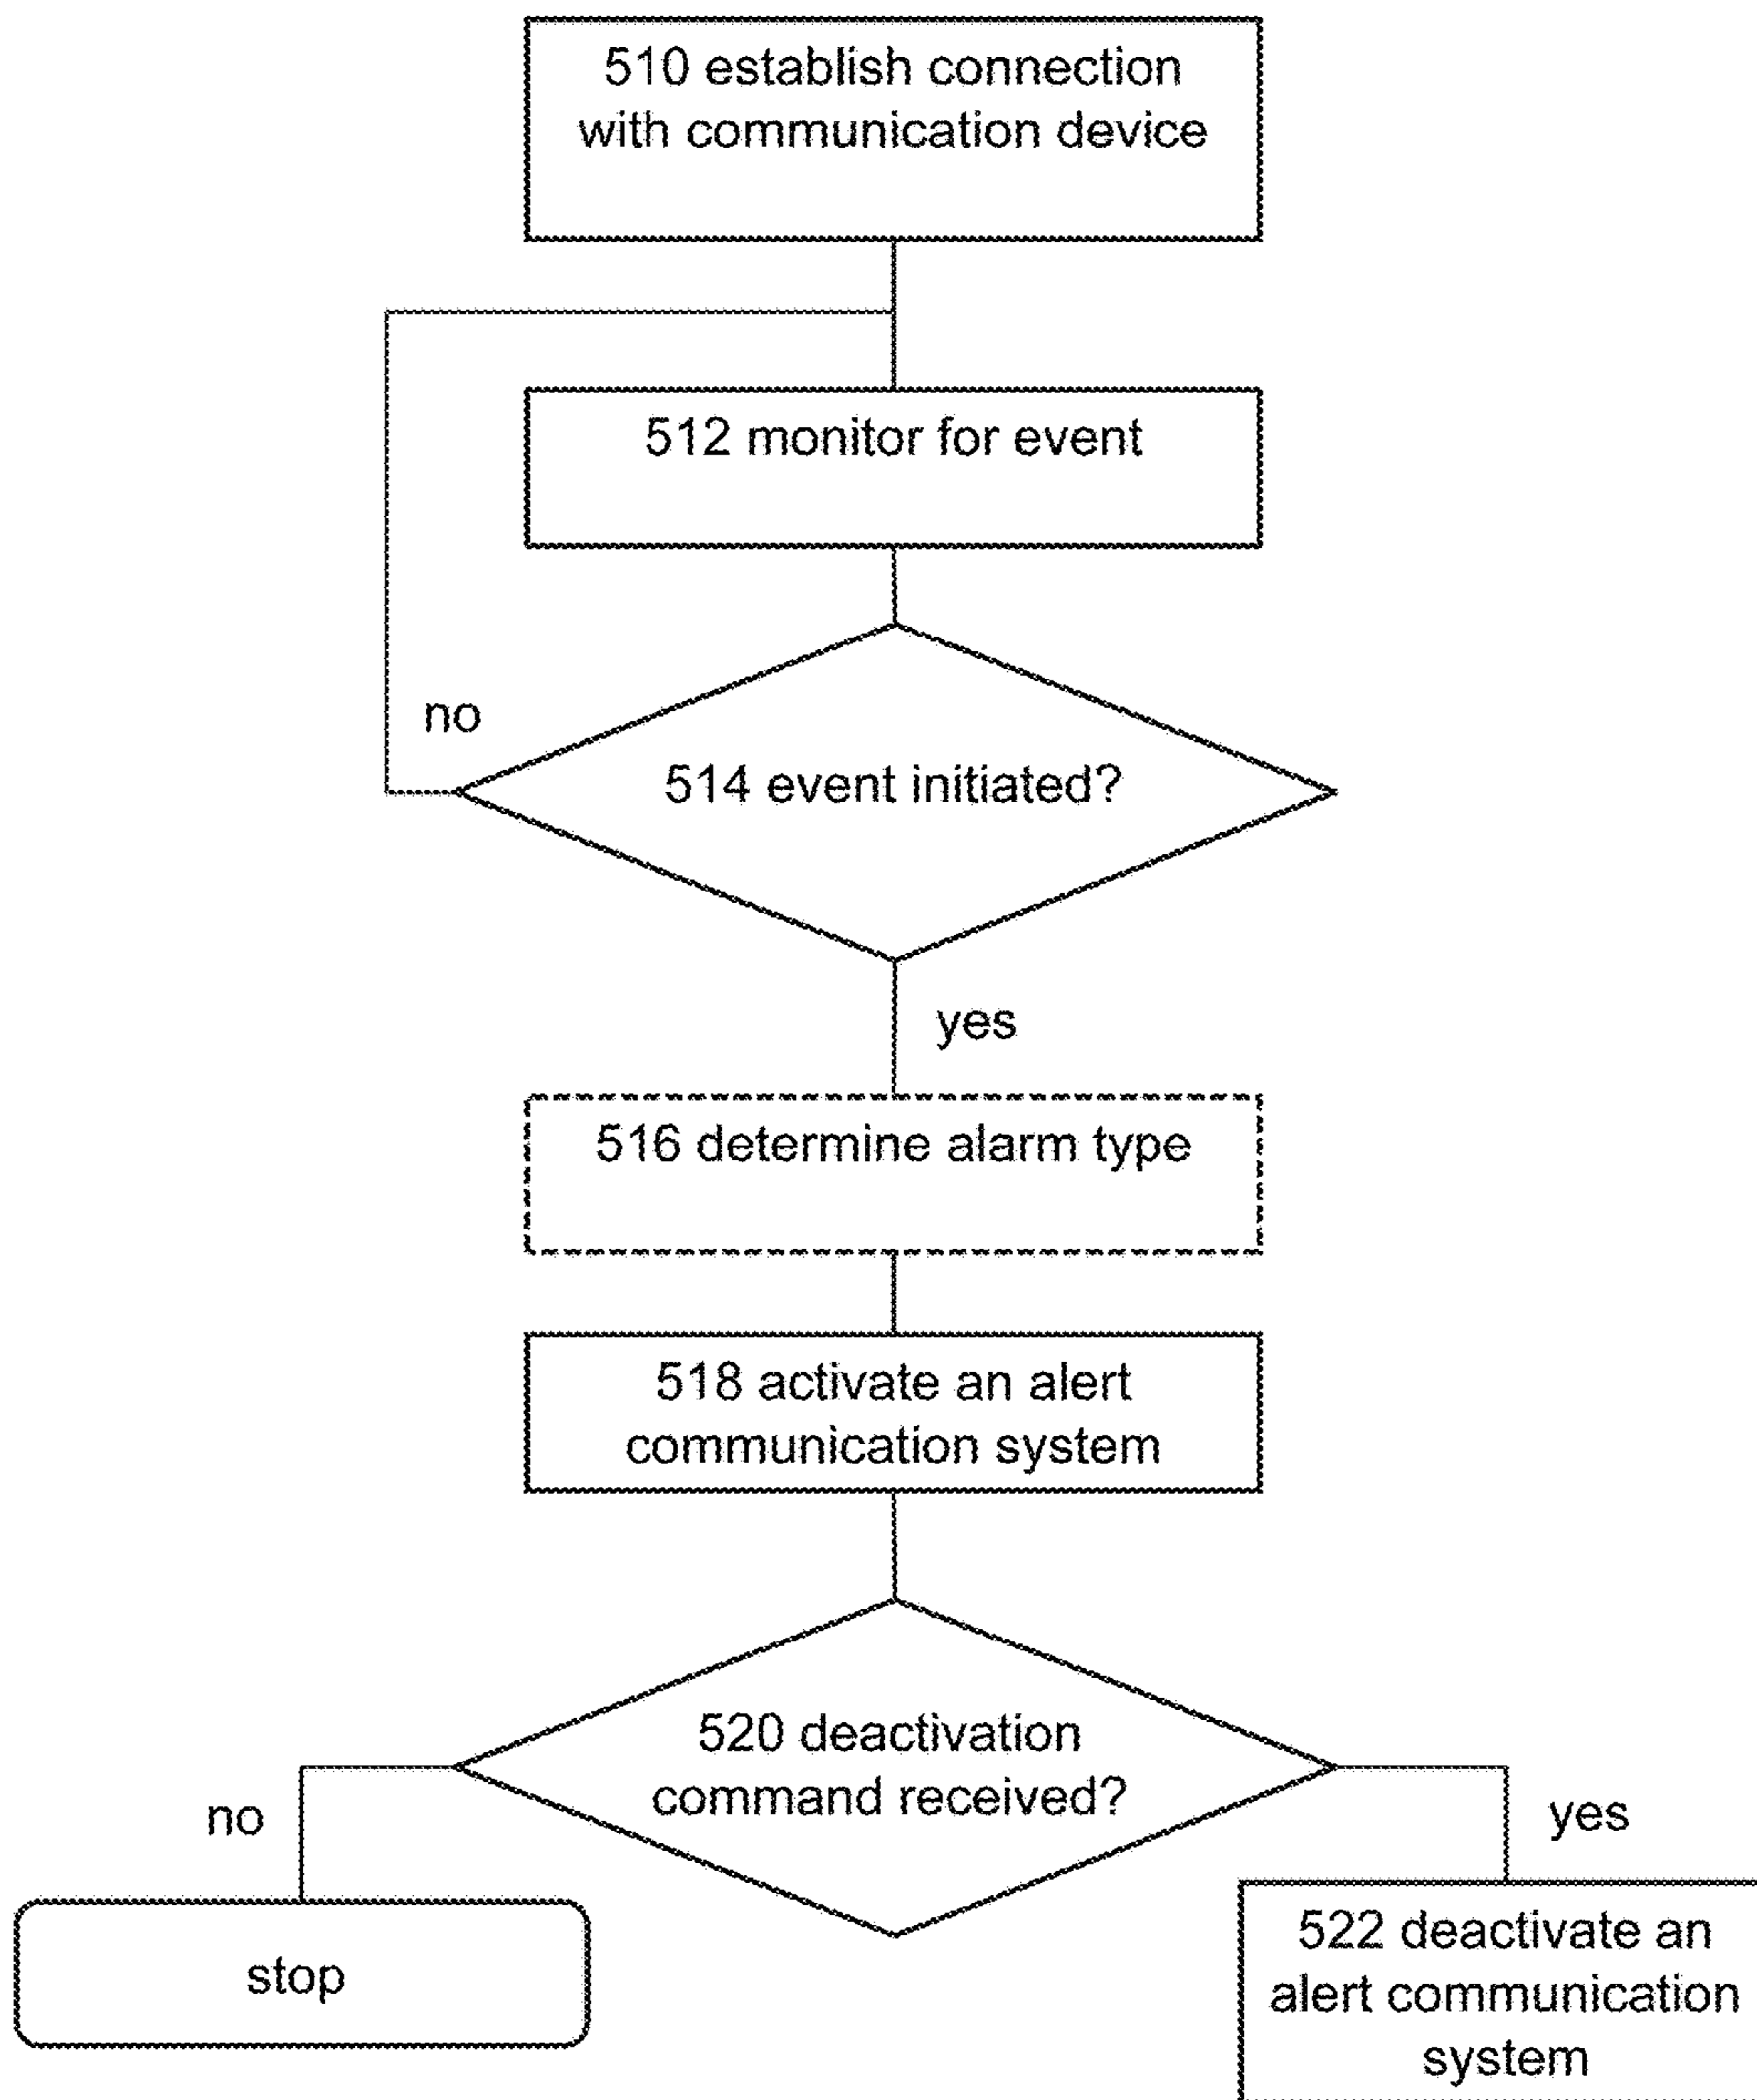 510 establish connection
with communication device
512 monitor for event
no
514 event initiated?
yes
516 determine alarm type
518 activate an alert
communication system
520 deactivation
command received?
no
yes
stop
522 deactivate an
alert communication
system